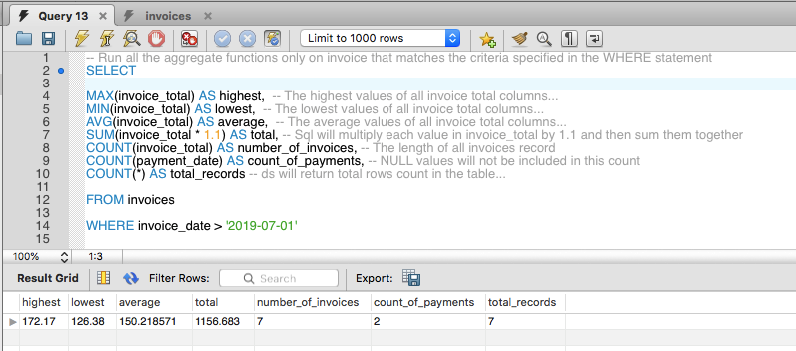 Query 13 invoices
Limit to 1000 rows
1 -- Run all the aggregate functions only on invoice that matches the criteria specified in the WHERE statement
2 SELECT
3
4 MAX(invoice_total) AS highest, -- The highest values of all invoice total columns...
5 MIN(invoice_total) AS lowest, -- The lowest values of all invoice total columns...
6 AVG(invoice_total) AS average, -- The average values of all invoice total columns...
7 SUM(invoice_total * 1.1) AS total, -- Sql will multiply each value in invoice_total by 1.1 and then sum them together
8 COUNT(invoice_total) AS number_of_invoices, -- The length of all invoices record
9 COUNT(payment_date) AS count_of_payments, -- NULL values will not be included in this count
10 COUNT(*) AS total_records -- ds will return total rows count in the table...
11
12 FROM invoices
13
14 WHERE invoice_date > '2019-07-01'
15
100% 1:3
Result Grid Filter Rows: Search Export:
highest lowest average total number_of_invoices count_of_payments total_records
172.17 126.38 150.218571 1156.683 7 2 7